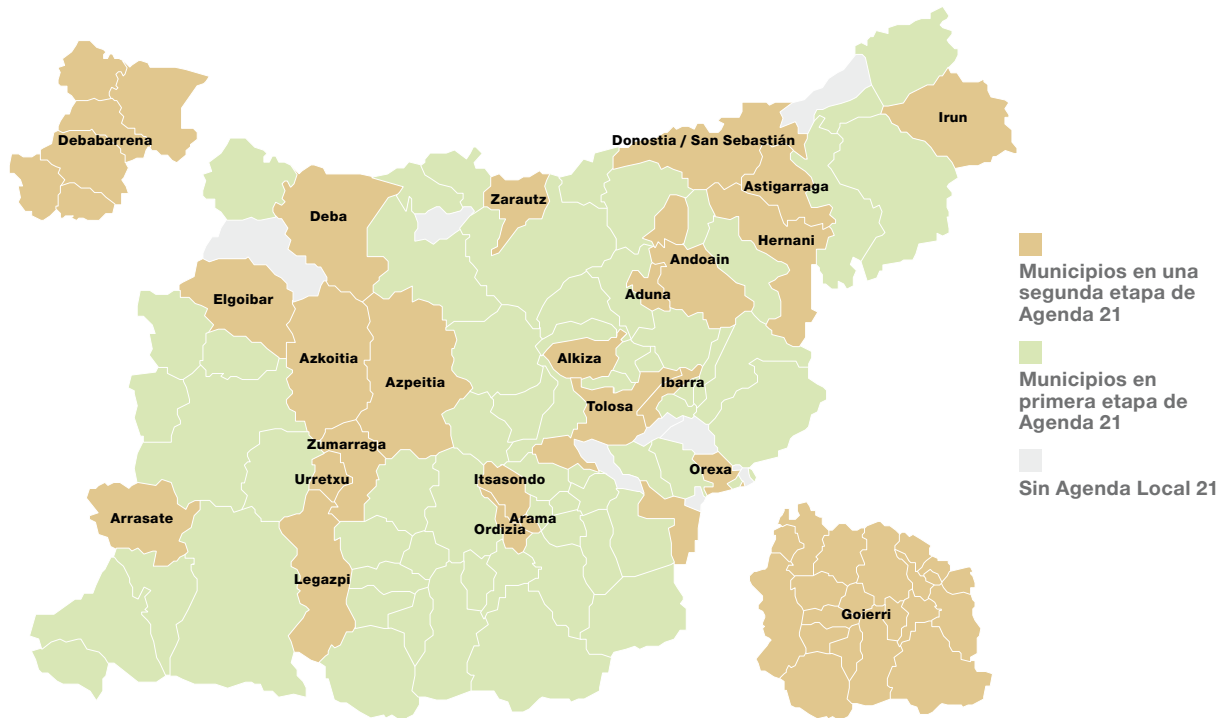 Debabarrena
Donostia / San Sebastián
Irun
Astigarraga
Zarautz
Deba
Hernani
Andoain
Aduna
Elgoibar
Azkoitia
Alkiza
Azpeitia
Ibarra
Tolosa
Zumarraga
Urretxu
Itsasondo
Orexa
Arrasate
Arama
Ordizia
Legazpi
Goierri
Municipios en una
segunda etapa de
Agenda 21
Municipios en
primera etapa de
Agenda 21
Sin Agenda Local 21